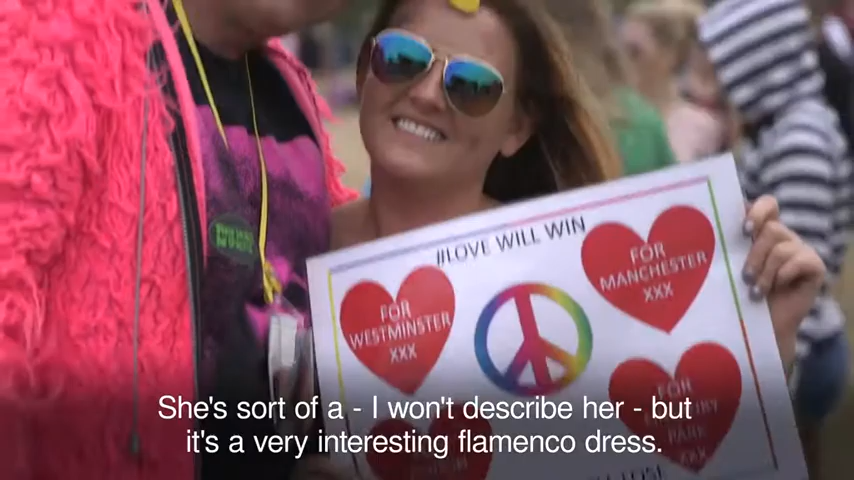 #LOVE WILL WIN
FOR
WESTMINSTER
XXX
FOR
MANCHESTER
XXX
FOR
PARK
XXX
She's sort of a - I won't describe her - but
it's a very interesting flamenco dress.